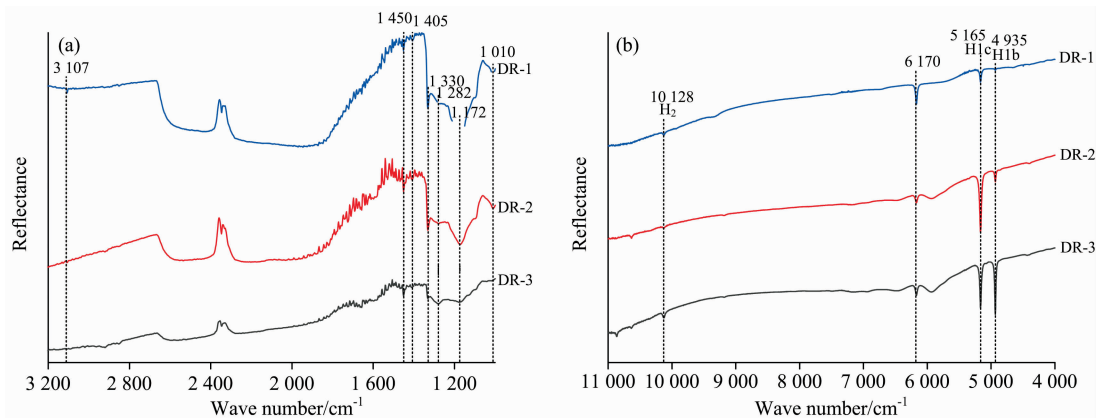 (a)
3 107
1 450
1 405
1 330
1 282
1 172
1 010
DR-1
DR-2
DR-3
Reflectance
3 200
2 800
2 400
2 000
1 600
1 200
Wave number/cm-1
(b)
10 128
H2
6 170
5 165
H1c
4 935
H1b
DR-1
DR-2
DR-3
Reflectance
11 000
10 000
9 000
8 000
7 000
6 000
5 000
4 000
Wave number/cm-1